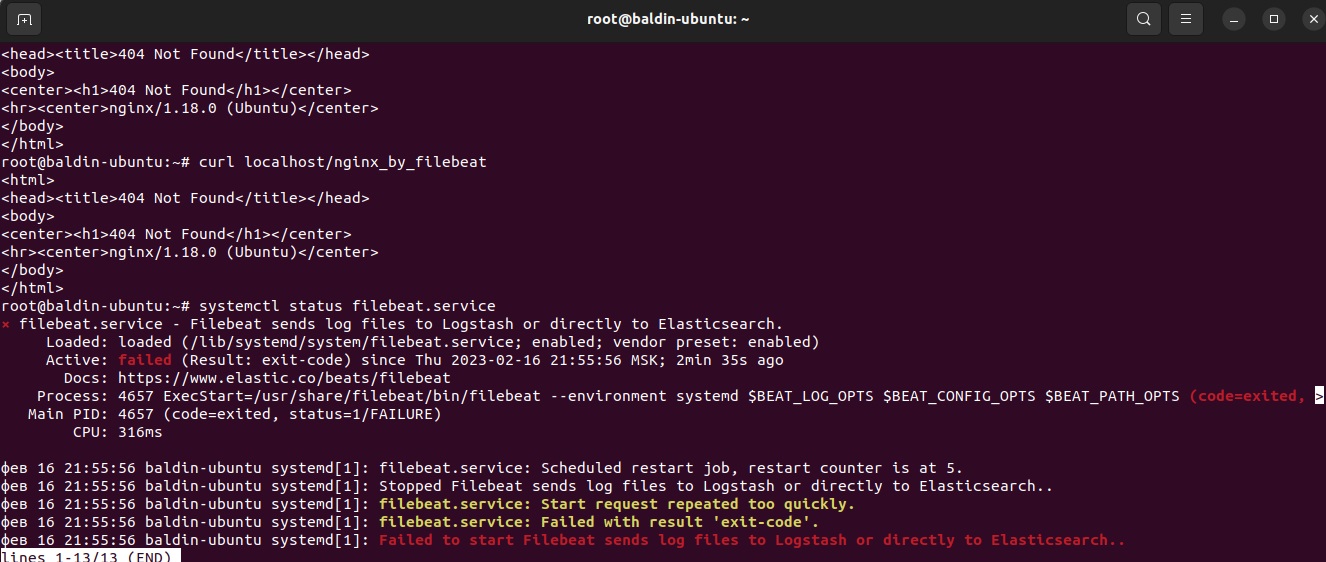 root@baldin-ubuntu: ~
<head><title>404 Not Found</title></head>
<body>
<center><h1>404 Not Found</h1></center>
<hr><center>nginx/1.18.0 (Ubuntu)</center>
</body>
</html>
root@baldin-ubuntu:~# curl localhost/nginx_by_filebeat
<html>
<head><title>404 Not Found</title></head>
<body>
<center><h1>404 Not Found</h1></center>
<hr><center>nginx/1.18.0 (Ubuntu)</center>
</body>
</html>
root@baldin-ubuntu:~# systemctl status filebeat.service
× filebeat.service - Filebeat sends log files to Logstash or directly to Elasticsearch.
     Loaded: loaded (/lib/systemd/system/filebeat.service; enabled; vendor preset: enabled)
     Active: failed (Result: exit-code) since Thu 2023-02-16 21:55:56 MSK; 2min 35s ago
       Docs: https://www.elastic.co/beats/filebeat
    Process: 4657 ExecStart=/usr/share/filebeat/bin/filebeat --environment systemd $BEAT_LOG_OPTS $BEAT_CONFIG_OPTS $BEAT_PATH_OPTS (code=exited, >
   Main PID: 4657 (code=exited, status=1/FAILURE)
        CPU: 316ms
фев 16 21:55:56 baldin-ubuntu systemd[1]: filebeat.service: Scheduled restart job, restart counter is at 5.
фев 16 21:55:56 baldin-ubuntu systemd[1]: Stopped Filebeat sends log files to Logstash or directly to Elasticsearch..
фев 16 21:55:56 baldin-ubuntu systemd[1]: filebeat.service: Start request repeated too quickly.
фев 16 21:55:56 baldin-ubuntu systemd[1]: filebeat.service: Failed with result 'exit-code'.
фев 16 21:55:56 baldin-ubuntu systemd[1]: Failed to start Filebeat sends log files to Logstash or directly to Elasticsearch..
lines 1-13/13 (END)